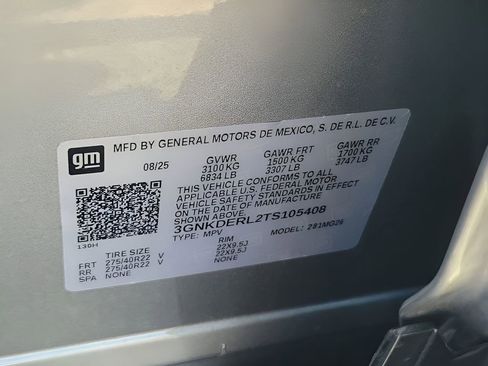 gm
MFD BY GENERAL MOTORS DE MEXICO, S. DE R.L. DE C.V.
08/25 GVWR GAWR FRT GAWR RR
3100 KG 1500 KG 1700 KG
6834 LB 3307 LB 3747 LB
THIS VEHICLE CONFORMS TO ALL
APPLICABLE U.S. FEDERAL MOTOR
VEHICLE SAFETY STANDARDS IN EFFECT
ON THE DATE OF MANUFACTURE
SHOWN ABOVE.
3GNKDERL2TS105408
TYPE: MPV MODEL: 291MG26
130H
TIRE SIZE RIM
FRT 275/40R22 V 22X9.5J
RR 275/40R22 V 22X9.5J
SPA NONE NONE